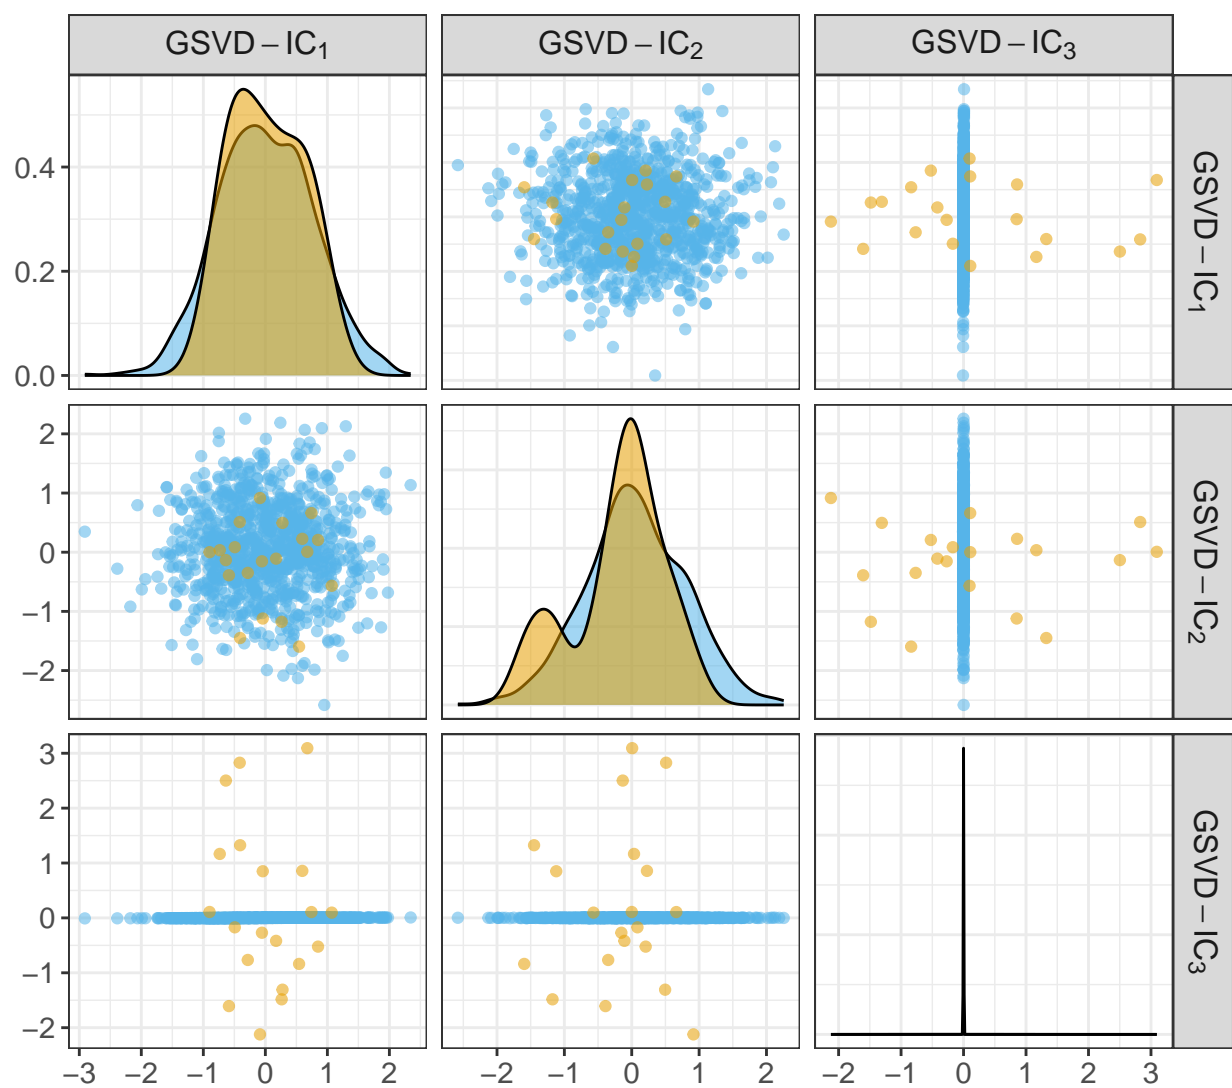 GSVD – IC₁ GSVD – IC₂ GSVD – IC₃
0.4
0.2
0.0
GSVD – IC₁
2
1
0
−1
−2
GSVD – IC₂
3
2
1
0
−1
−2
GSVD – IC₃
−3 −2 −1 0 1 2 −2 −1 0 1 2 −2 −1 0 1 2 3